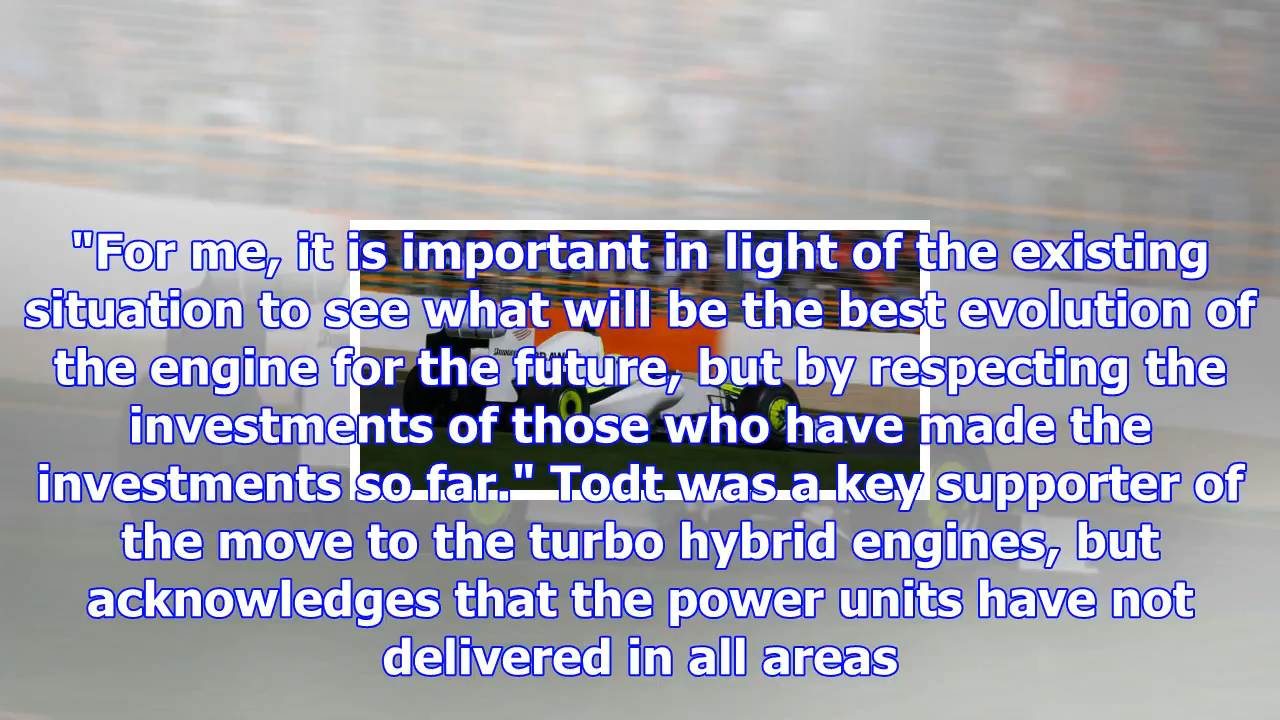 "For me, it is important in light of the existing
situation to see what will be the best evolution of
the engine for the future, but by respecting the
investments of those who have made the
investments so far." Todt was a key supporter of
the move to the turbo hybrid engines, but
acknowledges that the power units have not
delivered in all areas